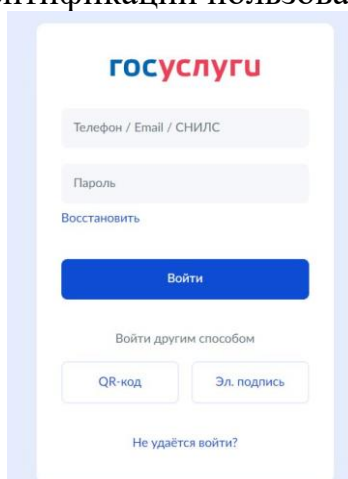 госуслуги
Телефон / Email / СНИЛС
Пароль
Восстановить
Войти
Войти другим способом
QR-код
Эл. подпись
Не удаётся войти?